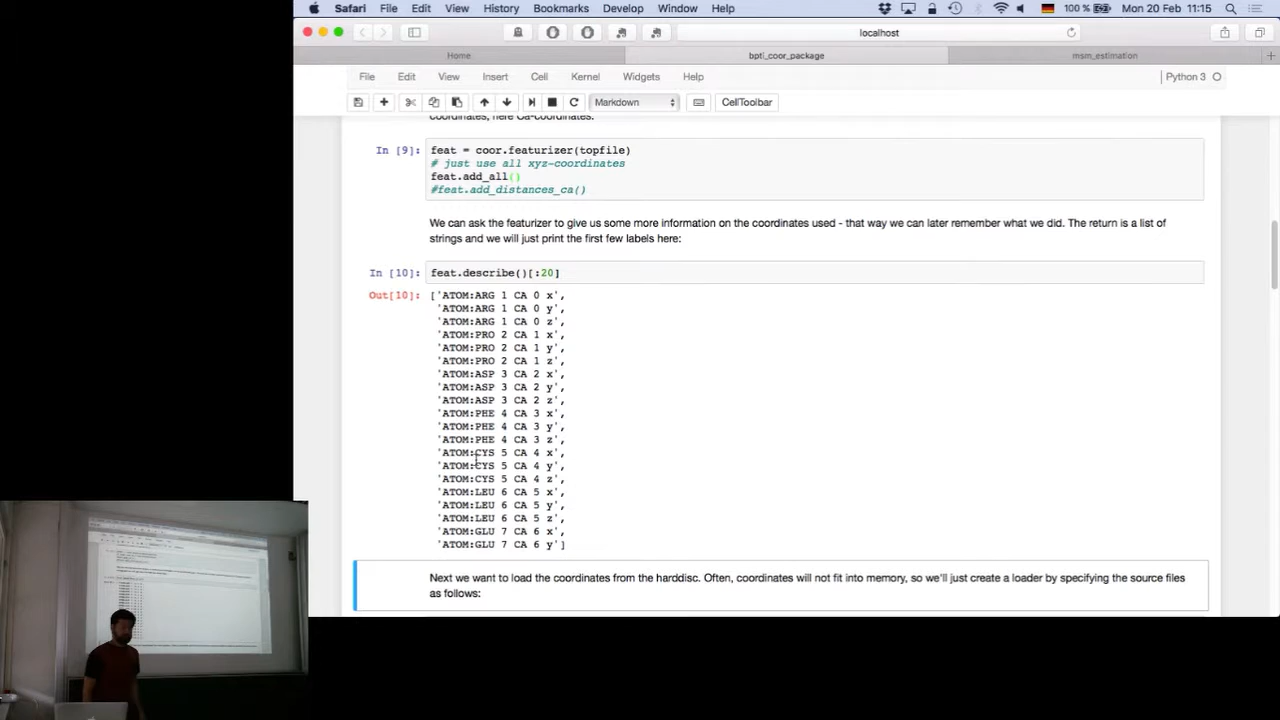 Safari File Edit View History Bookmarks Develop Window Help 100 % Mon 20 Feb 11:15
localhost
Home bpti_coor_package msm_estimation
File Edit View Insert Cell Kernel Widgets Help Python 3
Markdown CellToolbar
coordinates, here Ca-coordinates.
In [9]: feat = coor.featurizer(topfile)
# just use all xyz-coordinates
feat.add_all()
#feat.add_distances_ca()
We can ask the featurizer to give us some more information on the coordinates used - that way we can later remember what we did. The return is a list of
strings and we will just print the first few labels here:
In [10]: feat.describe()[:20]
Out[10]: ['ATOM:ARG 1 CA 0 x',
'ATOM:ARG 1 CA 0 y',
'ATOM:ARG 1 CA 0 z',
'ATOM:PRO 2 CA 1 x',
'ATOM:PRO 2 CA 1 y',
'ATOM:PRO 2 CA 1 z',
'ATOM:ASP 3 CA 2 x',
'ATOM:ASP 3 CA 2 y',
'ATOM:ASP 3 CA 2 z',
'ATOM:PHE 4 CA 3 x',
'ATOM:PHE 4 CA 3 y',
'ATOM:PHE 4 CA 3 z',
'ATOM:CYS 5 CA 4 x',
'ATOM:CYS 5 CA 4 y',
'ATOM:CYS 5 CA 4 z',
'ATOM:LEU 6 CA 5 x',
'ATOM:LEU 6 CA 5 y',
'ATOM:LEU 6 CA 5 z',
'ATOM:GLU 7 CA 6 x',
'ATOM:GLU 7 CA 6 y']
Next we want to load the coordinates from the harddisc. Often, coordinates will not fit into memory, so we'll just create a loader by specifying the source files
as follows: